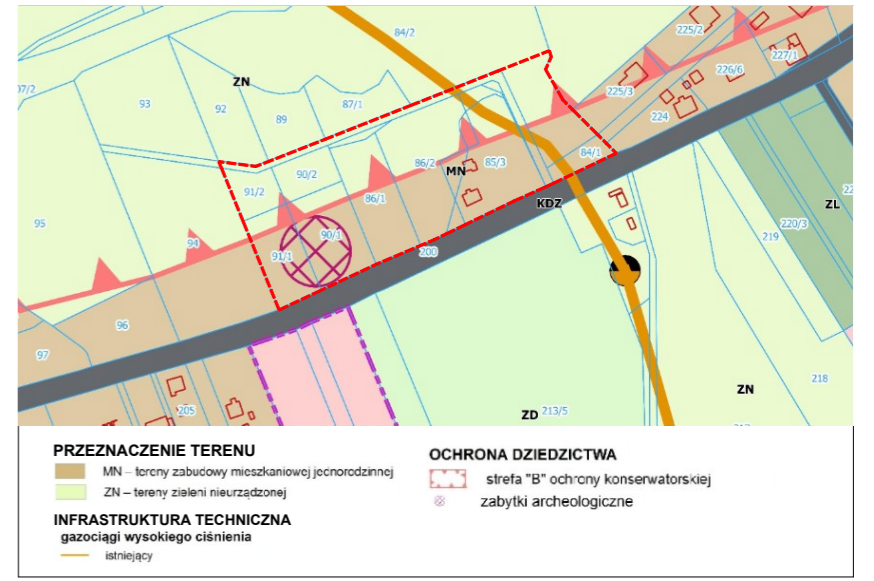 84/2
225/2
227/1
ZN
226/6
07/2
93
92
87/1
225/3
89
224
86/2
85/3
84/1
90/2
MN
91/2
86/1
KDZ
ZL
95
220/3
90/1
219
94
91/1
200
96
97
218
ZN
205
ZD 213/5
PRZEZNACZENIE TERENU
MN – tereny zabudowy mieszkaniowej jednorodzinnej
ZN – tereny zieleni nieurządzonej
INFRASTRUKTURA TECHNICZNA
gazociągi wysokiego ciśnienia
istniejący
OCHRONA DZIEDZICTWA
strefa "B" ochrony konserwatorskiej
zabytki archeologiczne